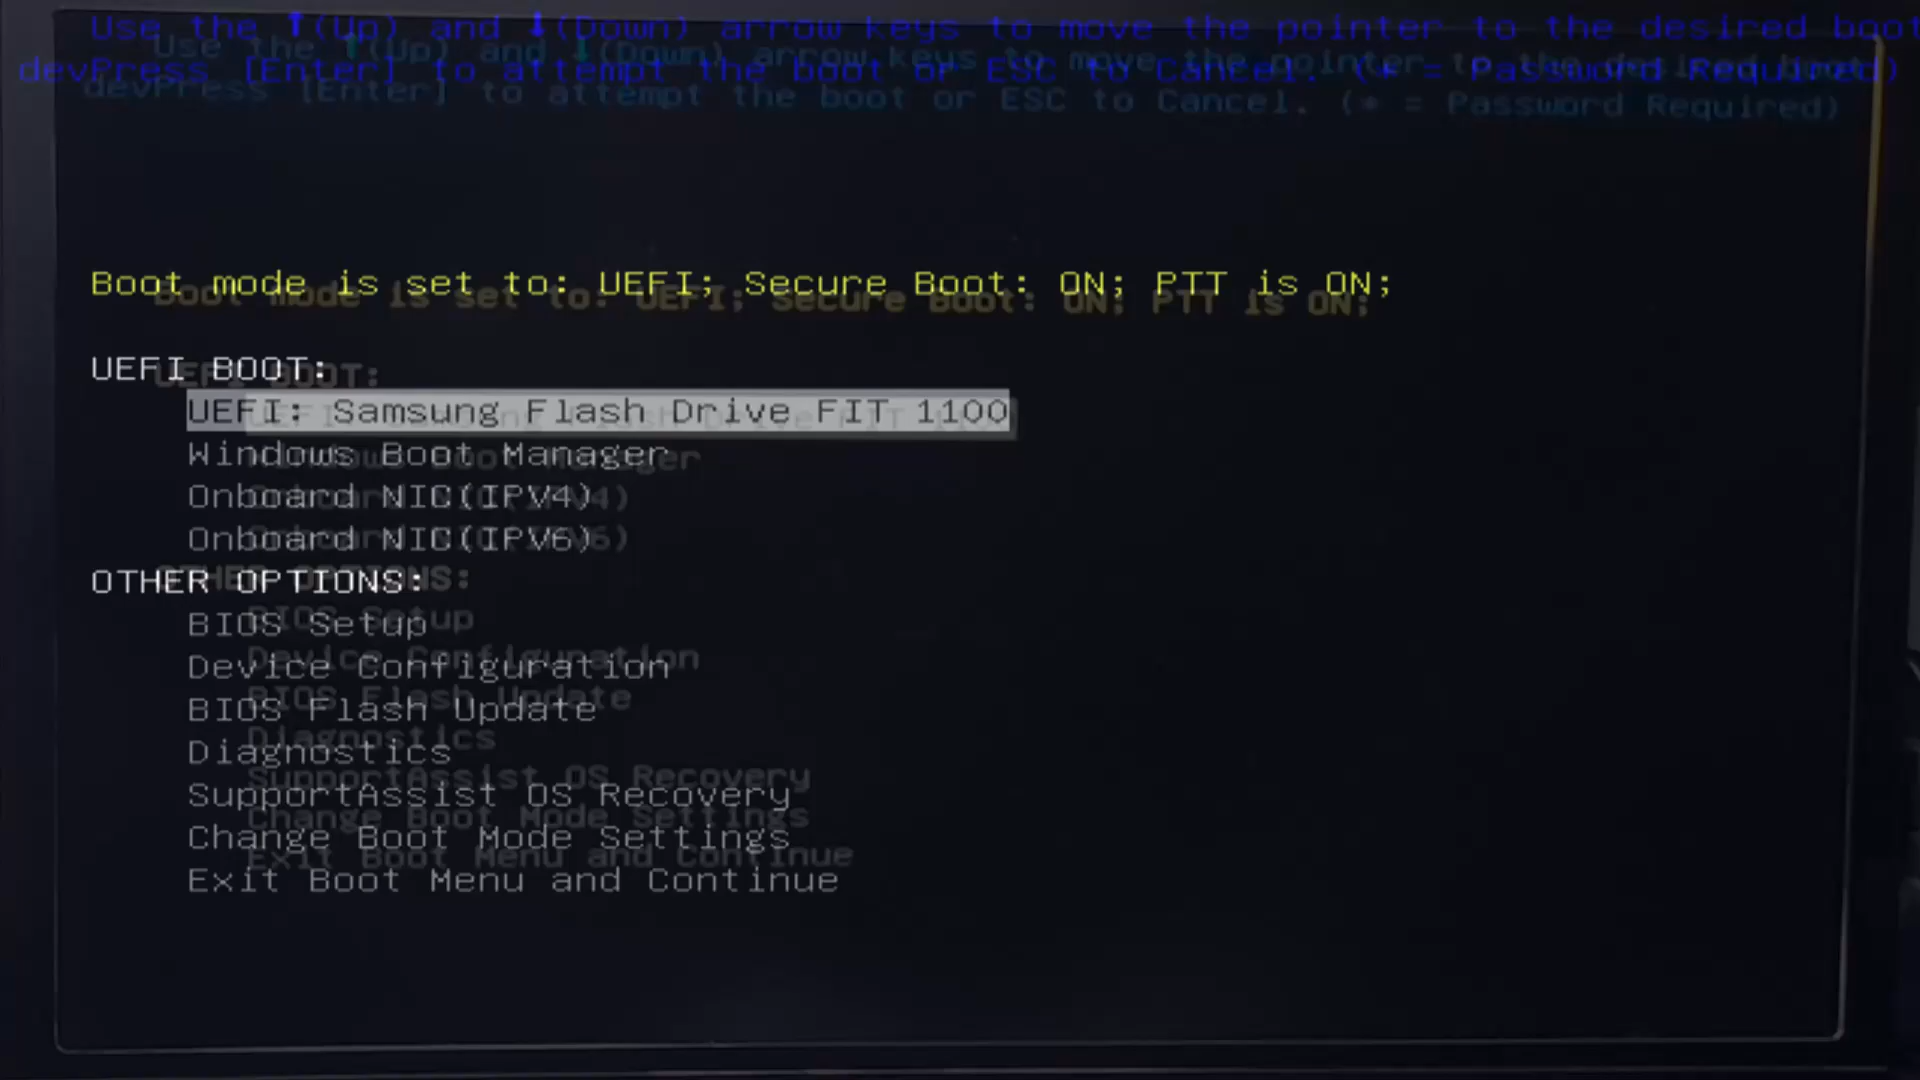 Use the ↑(Up) and ↓(Down) arrow keys to move the pointer to the desired boot
devPress [Enter] to attempt the boot or ESC to Cancel. (* = Password Required)
Boot mode is set to: UEFI; Secure Boot: ON; PTT is ON;
UEFI BOOT:
UEFI: Samsung Flash Drive FIT 1100
Windows Boot Manager
Onboard NIC(IPV4)
Onboard NIC(IPV6)
OTHER OPTIONS:
BIOS Setup
Device Configuration
BIOS Flash Update
Diagnostics
SupportAssist OS Recovery
Change Boot Mode Settings
Exit Boot Menu and Continue